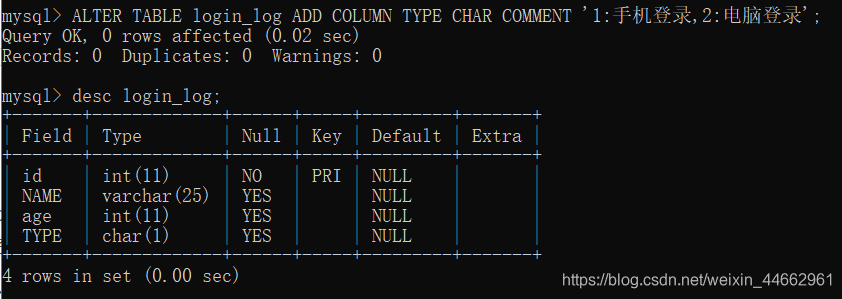 mysql> ALTER TABLE login_log ADD COLUMN TYPE CHAR COMMENT '1:手机登录,2:电脑登录';
Query OK, 0 rows affected (0.02 sec)
Records: 0  Duplicates: 0  Warnings: 0
mysql> desc login_log;
+-------+-------------+------+-----+---------+-------+
| Field | Type        | Null | Key | Default | Extra |
+-------+-------------+------+-----+---------+-------+
| id    | int(11)     | NO   | PRI | NULL    |       |
| NAME  | varchar(25) | YES  |     | NULL    |       |
| age   | int(11)     | YES  |     | NULL    |       |
| TYPE  | char(1)     | YES  |     | NULL    |       |
+-------+-------------+------+-----+---------+-------+
4 rows in set (0.00 sec)
https://blog.csdn.net/weixin_44662961